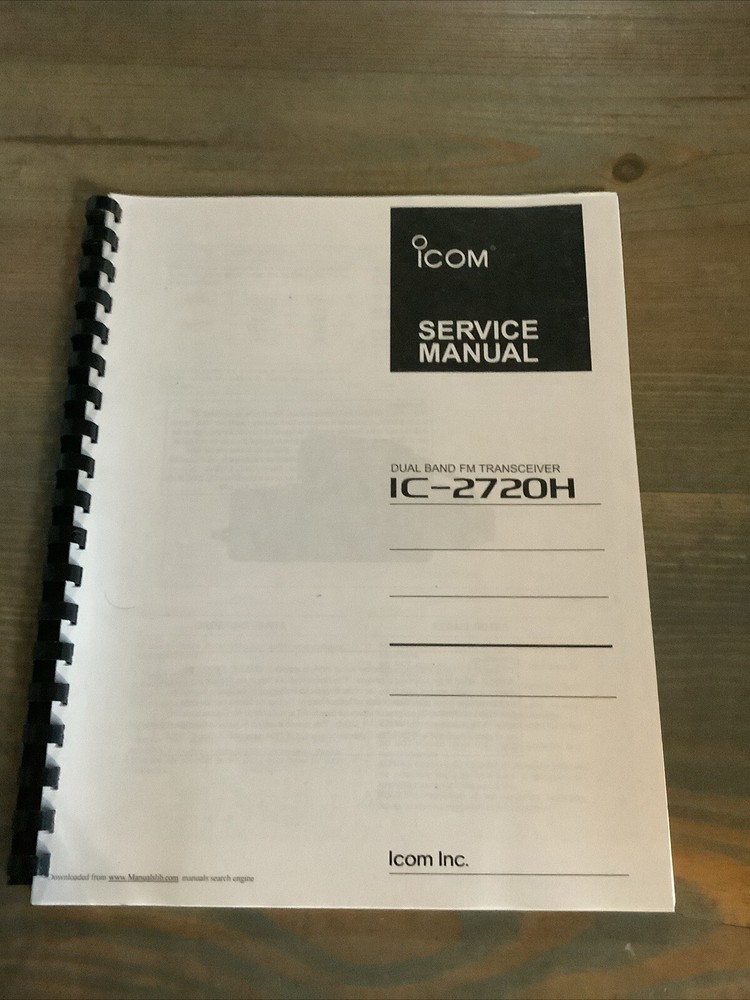 ICOM
SERVICE
MANUAL
DUAL BAND FM TRANSCEIVER
IC-2720H
Icom Inc.
Downloaded from www.Manualslib.com manuals search engine